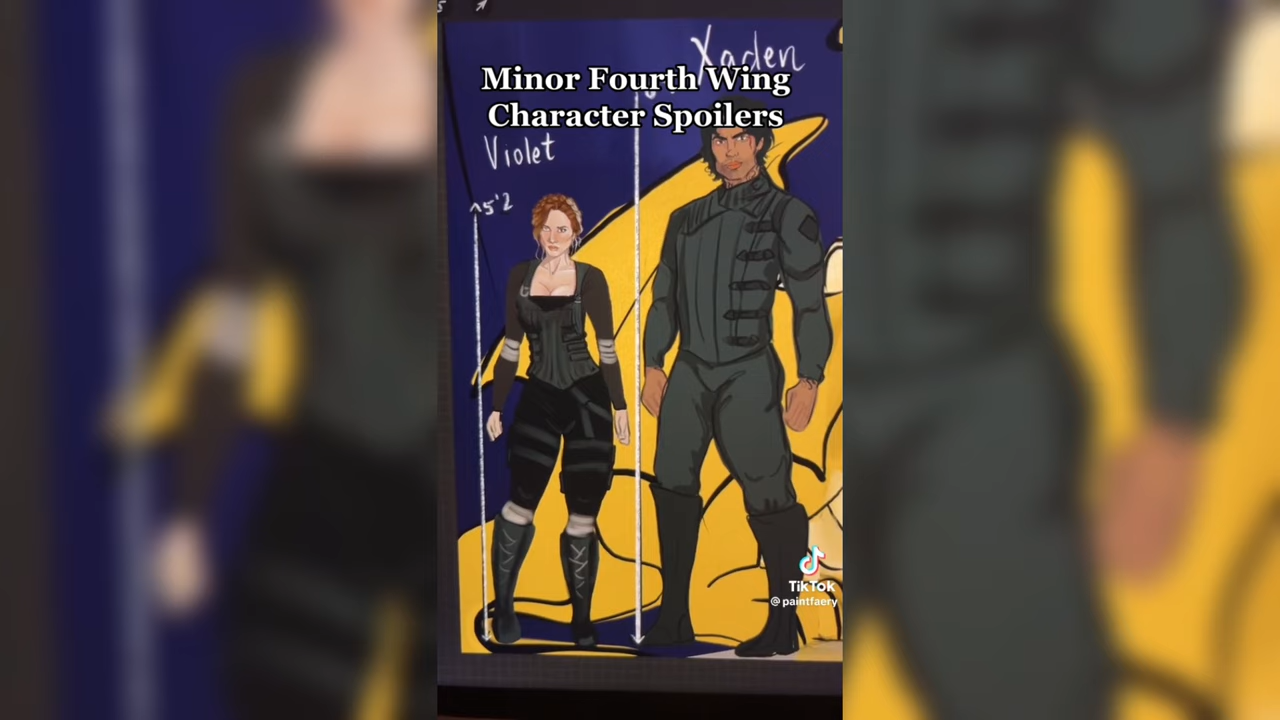 Xaden
Minor Fourth Wing
Character Spoilers
Violet
^5'2
TikTok
@ paintfaery